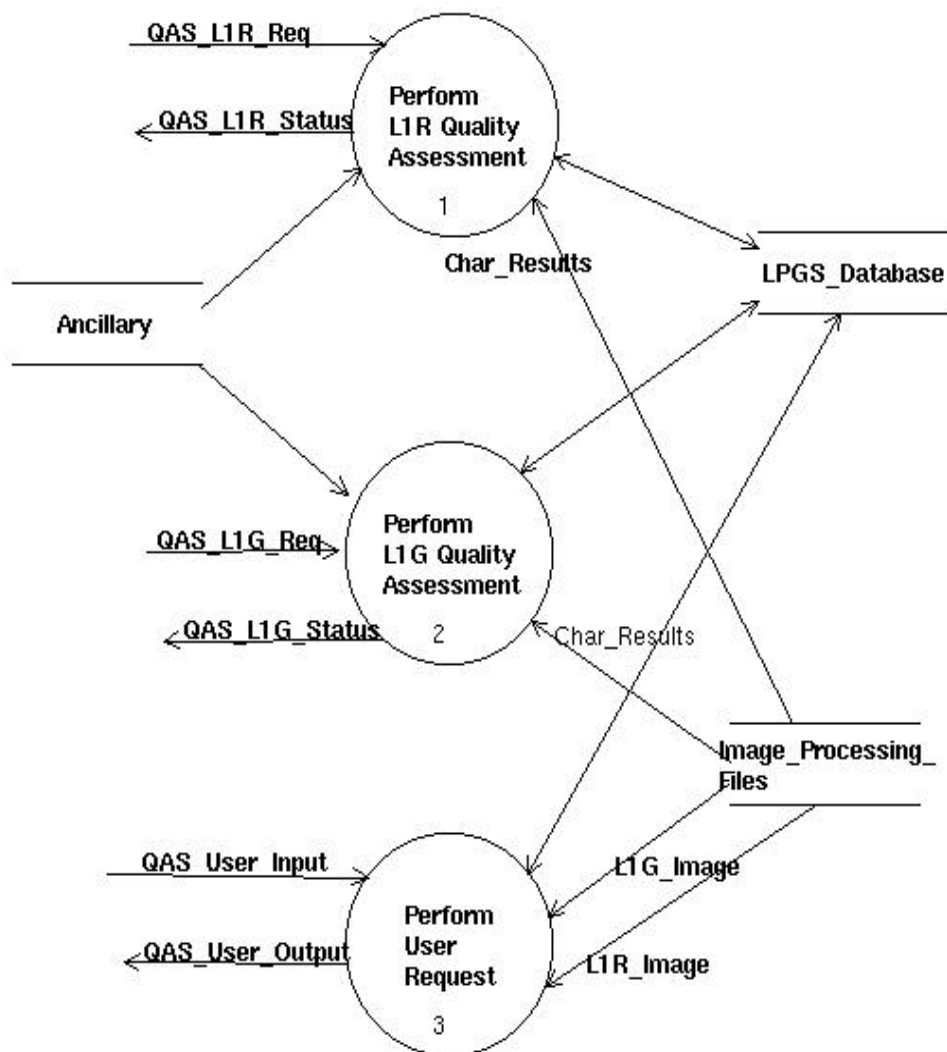 QAS_L1R_Req
Perform
L1R Quality
Assessment
1
QAS_L1R_Status
Char_Results
LPGS_Database
Ancillary
Perform
L1G Quality
Assessment
2
QAS_L1G_Req
QAS_L1G_Status
Char_Results
Image_Processing_
Files
QAS_User_Input
L1G_Image
Perform
User
Request
3
QAS_User_Output
L1R_Image